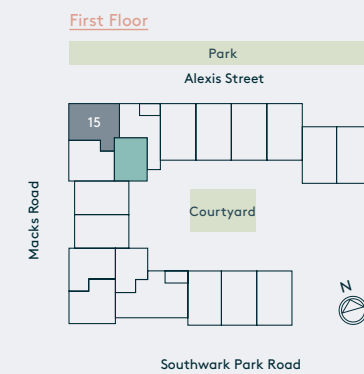 First Floor
Park
Alexis Street
15
Macks Road
Courtyard
N
Southwark Park Road